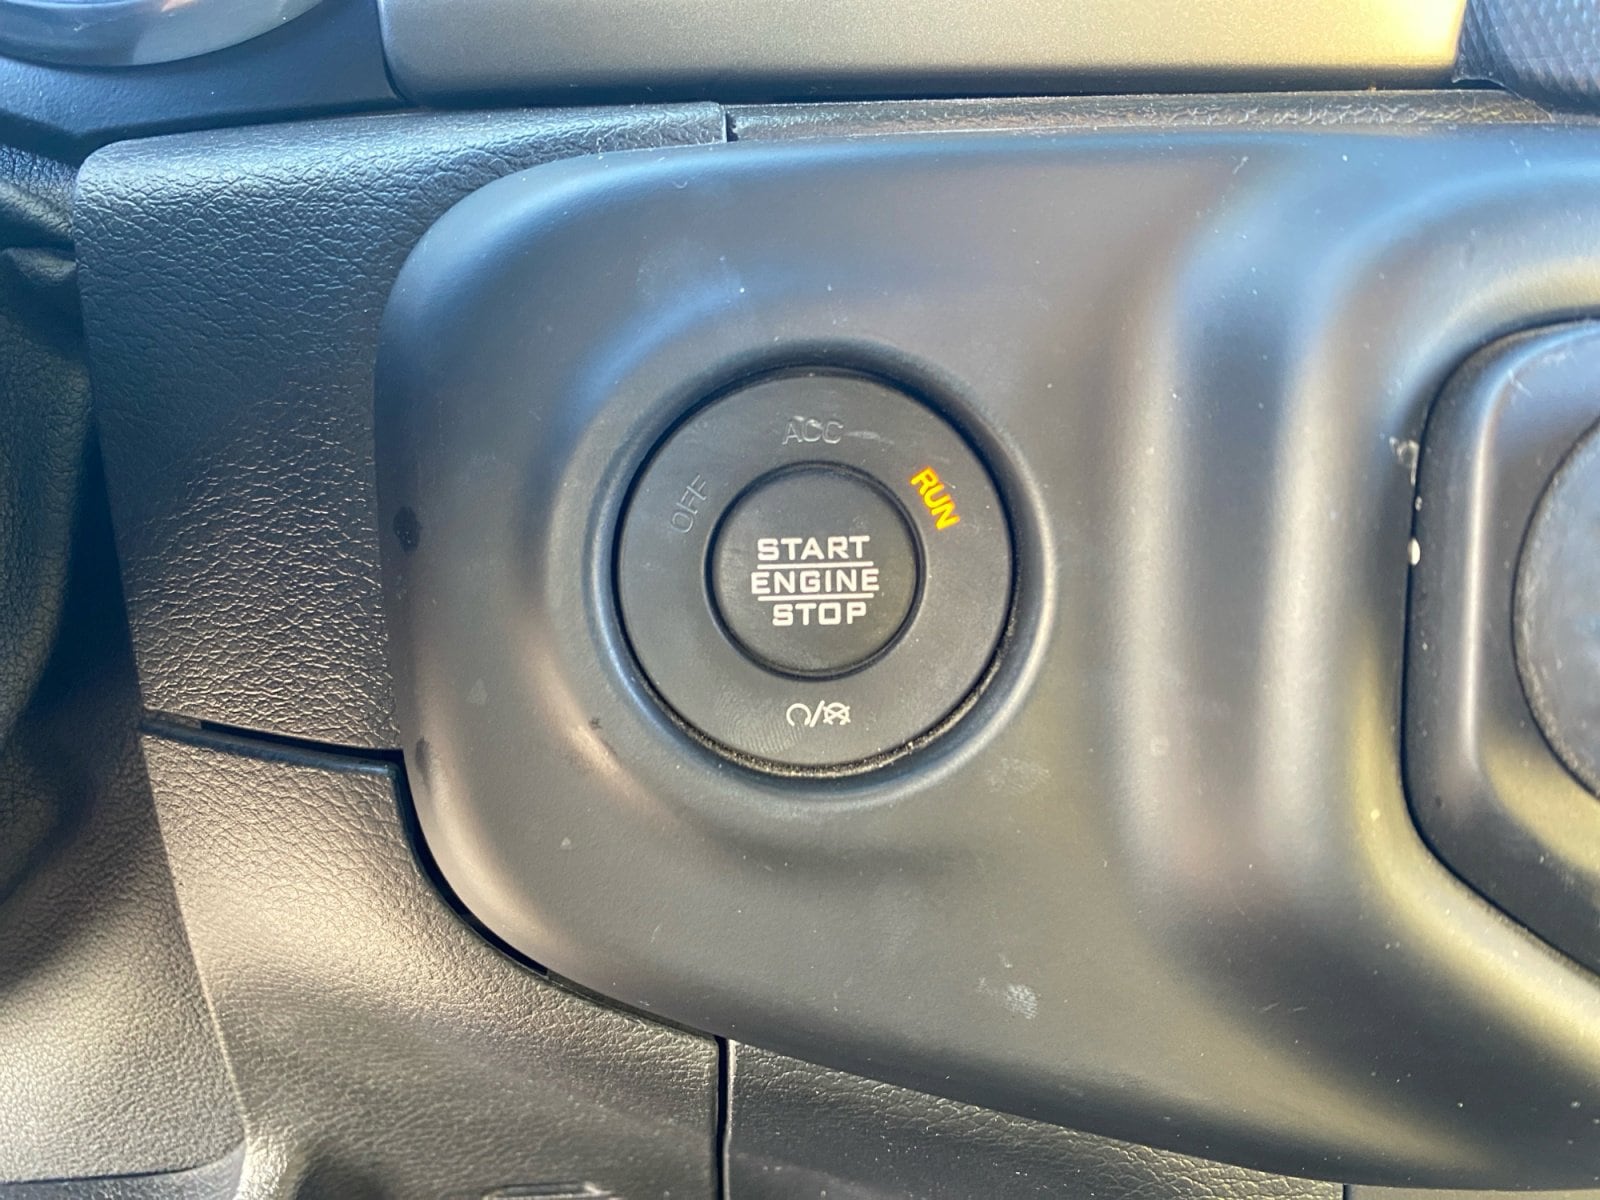 ACC
OFF
RUN
START
ENGINE
STOP